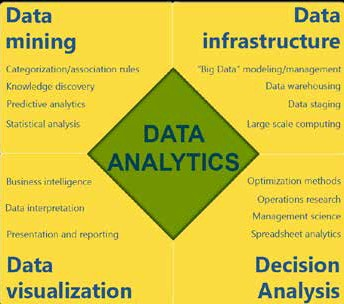 Data
mining
Categorization/association rules
Knowledge discovery
Predictive analytics
Statistical analysis
Data
infrastructure
"Big Data" modeling/management
Data warehousing
Data staging
Large scale computing
DATA
ANALYTICS
Business intelligence
Data interpretation
Presentation and reporting
Data
visualization
Optimization methods
Operations research
Management science
Spreadsheet analytics
Decision
Analysis